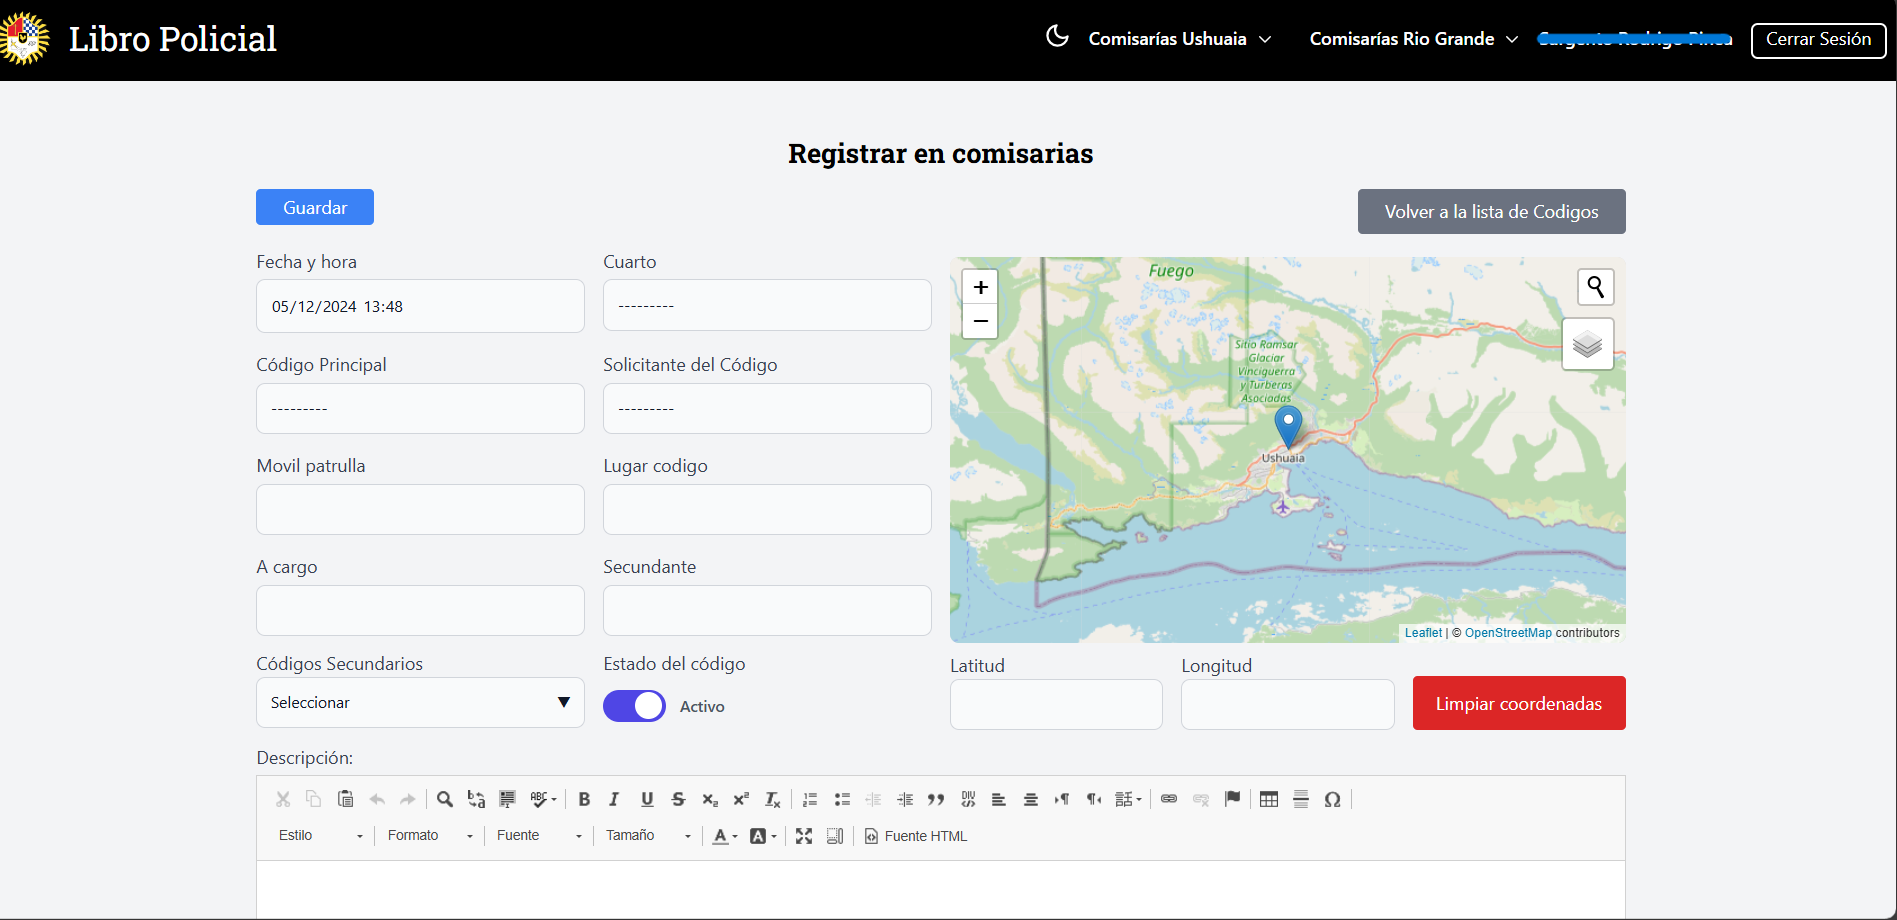 Libro Policial
Comisarías Ushuaia
Comisarías Rio Grande
Cerrar Sesión
Registrar en comisarias
Guardar
Volver a la lista de Codigos
Fecha y hora
Cuarto
05/12/2024 13:48
---------
Código Principal
Solicitante del Código
---------
---------
Movil patrulla
Lugar codigo
A cargo
Secundante
Códigos Secundarios
Estado del código
Seleccionar
Activo
+
−
Fuego
Sitio Ramsar
Glaciar
Vinciguerra
y Turberas
Asociadas
Ushuaia
Leaflet | © OpenStreetMap contributors
Latitud
Longitud
Limpiar coordenadas
Descripción:
Estilo
Formato
Fuente
Tamaño
Fuente HTML